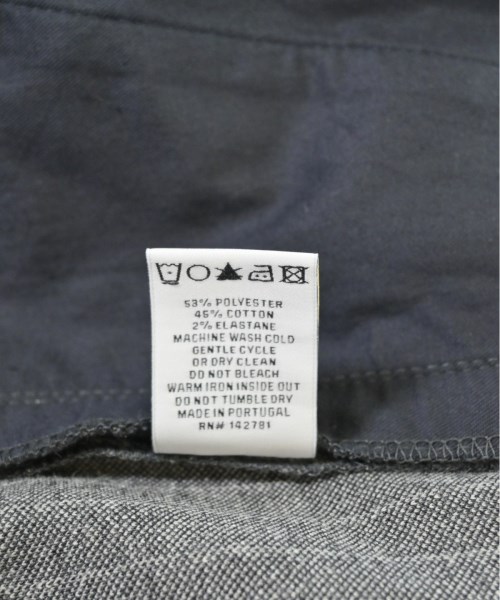 53% POLYESTER
45% COTTON
2% ELASTANE
MACHINE WASH COLD
GENTLE CYCLE
OR DRY CLEAN
DO NOT BLEACH
WARM IRON INSIDE OUT
DO NOT TUMBLE DRY
MADE IN PORTUGAL
RN# 142781